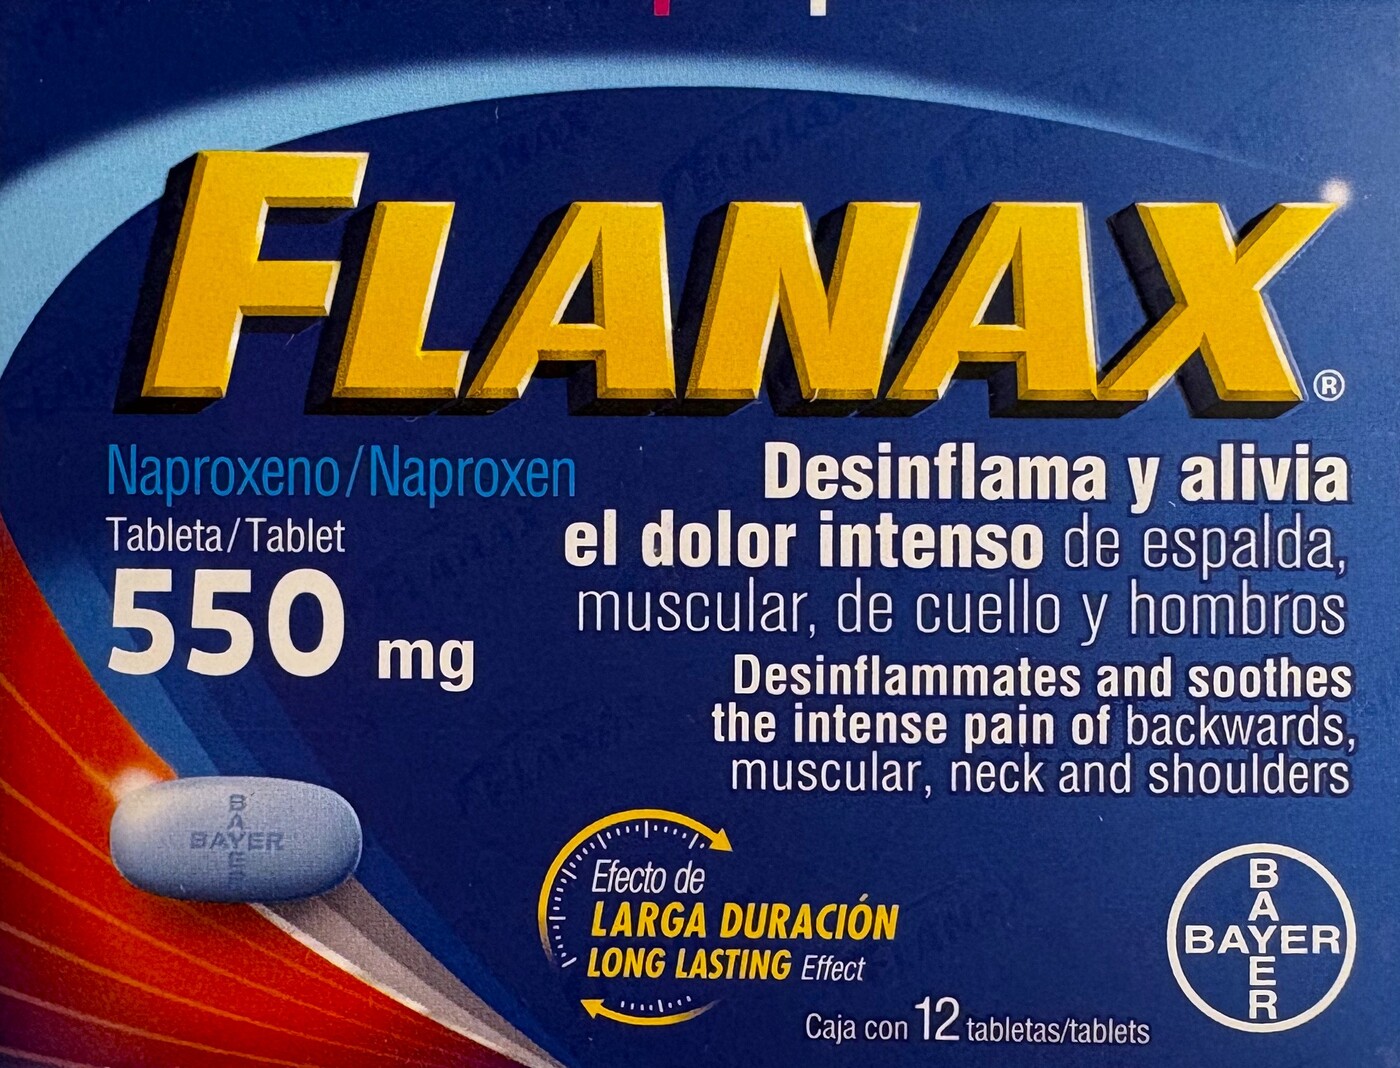 FLANAX®
Naproxeno/Naproxen
Tableta/Tablet
550 mg
Desinflama y alivia
el dolor intenso de espalda,
muscular, de cuello y hombros
Desinflammates and soothes
the intense pain of backwards,
muscular, neck and shoulders
BAYER
BAYER
Efecto de
LARGA DURACIÓN
LONG LASTING Effect
Caja con 12 tabletas/tablets
BAYER
BAYER